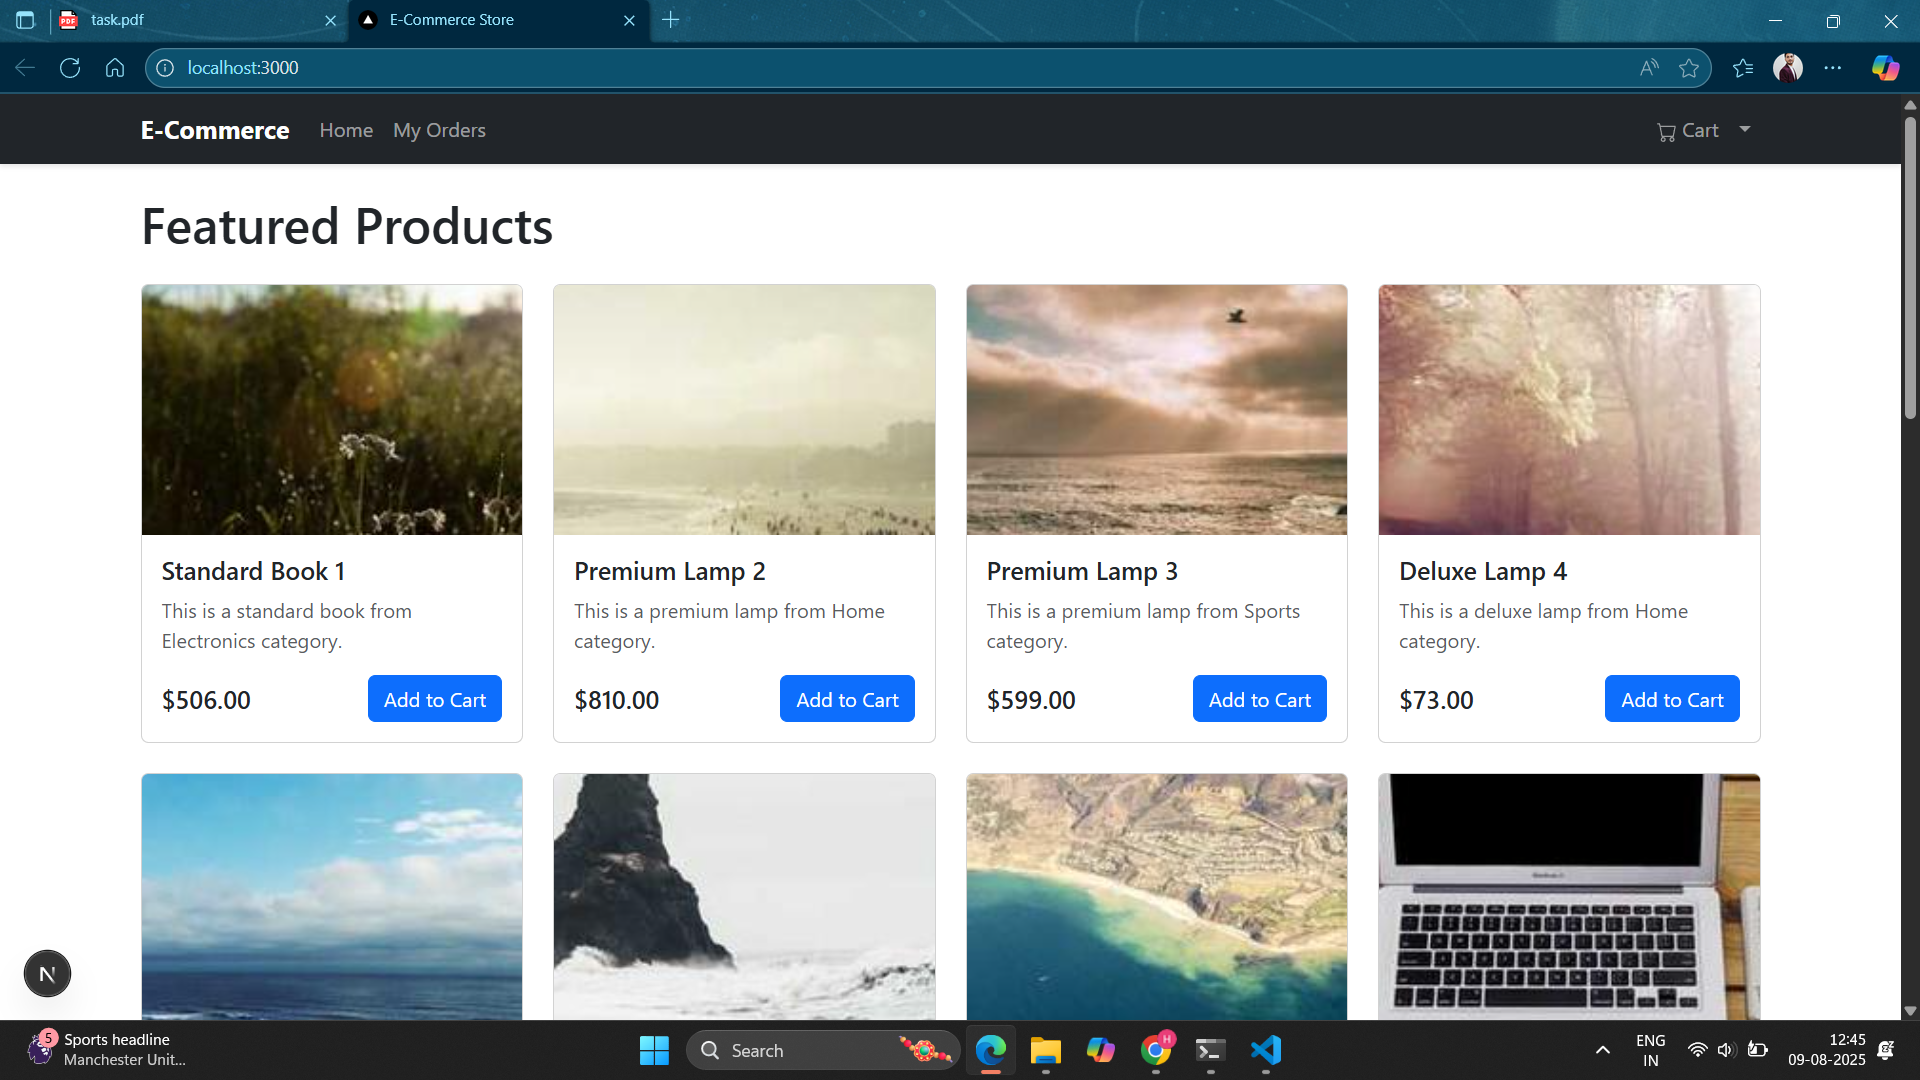 task.pdf
E-Commerce Store
localhost:3000
E-Commerce
Home
My Orders
Cart
Featured Products
Standard Book 1
This is a standard book from
Electronics category.
$506.00
Add to Cart
Premium Lamp 2
This is a premium lamp from Home
category.
$810.00
Add to Cart
Premium Lamp 3
This is a premium lamp from Sports
category.
$599.00
Add to Cart
Deluxe Lamp 4
This is a deluxe lamp from Home
category.
$73.00
Add to Cart
N
5
Sports headline
Manchester Unit...
Search
H
ENG
IN
12:45
09-08-2025